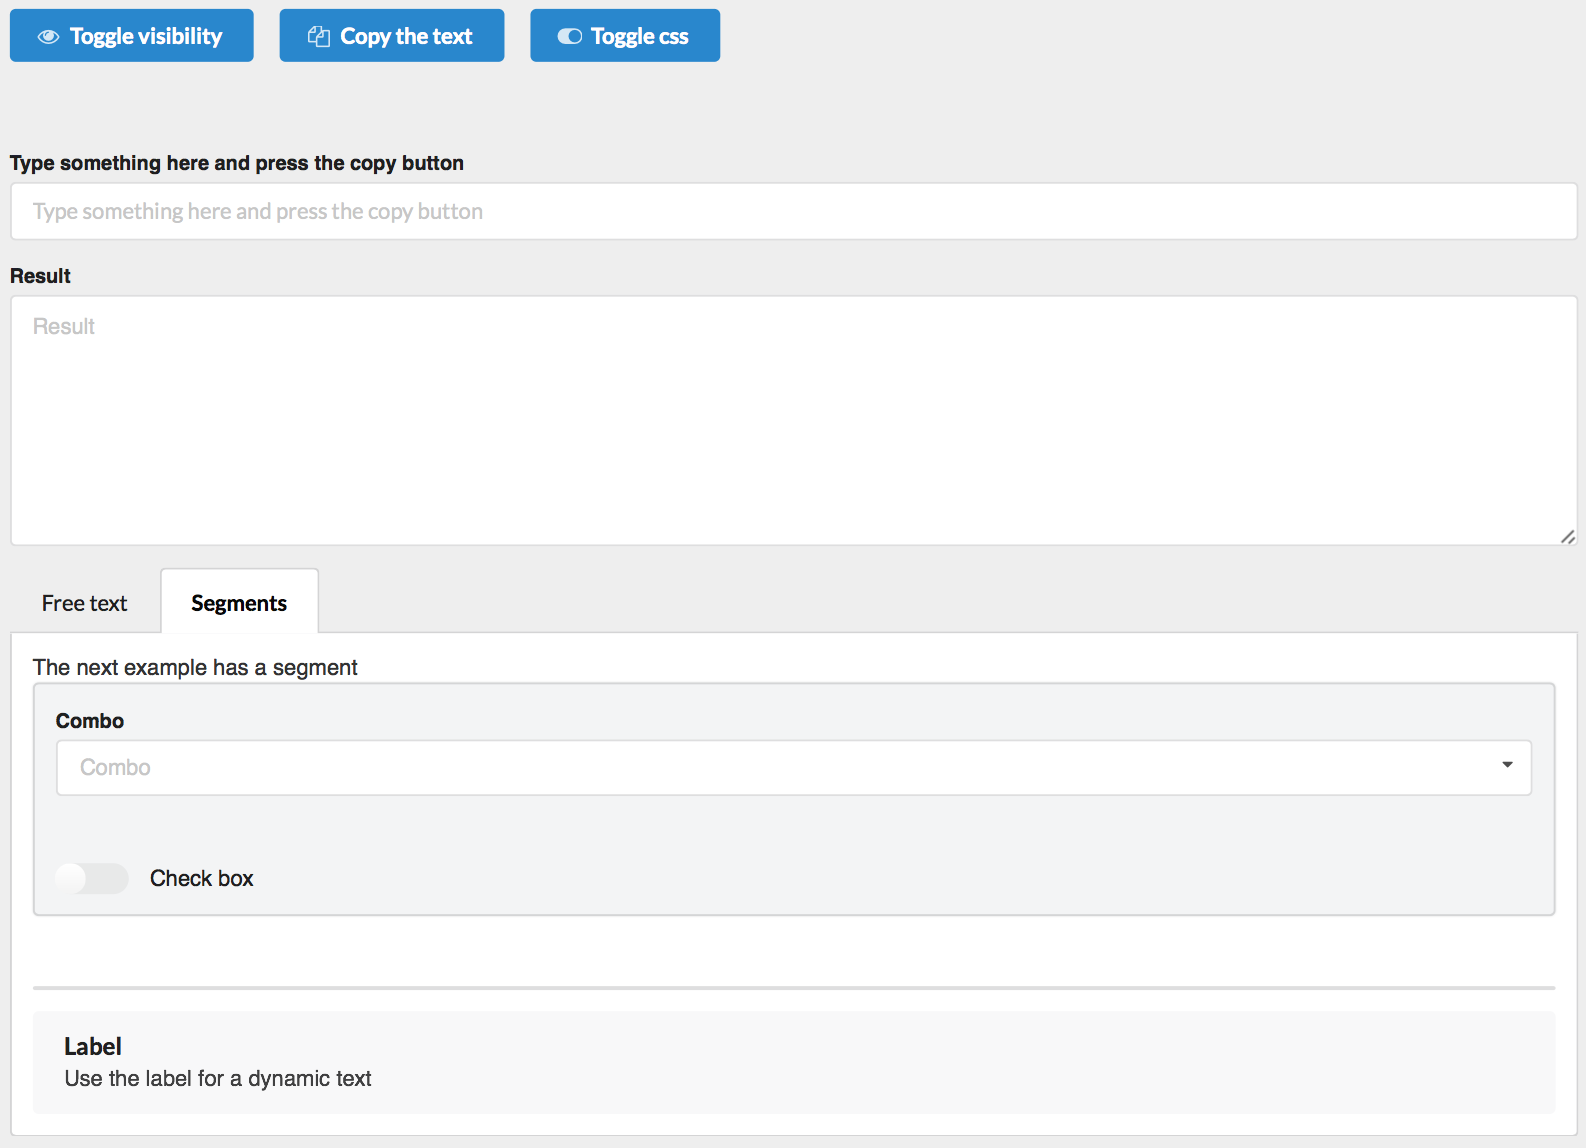 Toggle visibility Copy the text Toggle css
Type something here and press the copy button
Type something here and press the copy button
Result
Result
Free text Segments
The next example has a segment
Combo
Combo
Check box
Label
Use the label for a dynamic text